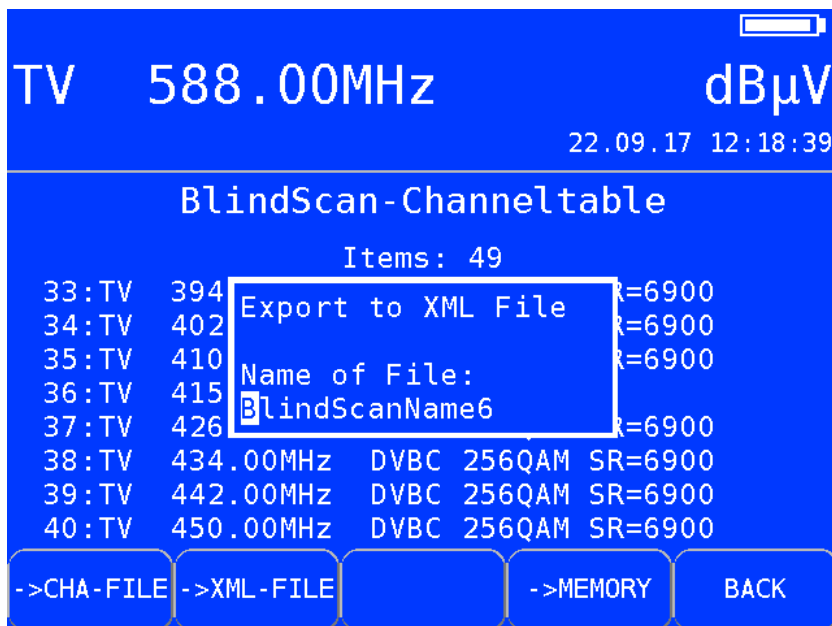 TV 588.00MHz dBµV
22.09.17 12:18:39
BlindScan-Channeltable
Items: 49
33:TV 394 R=6900
34:TV 402 R=6900
35:TV 410 R=6900
36:TV 415
37:TV 426 R=6900
Export to XML File
Name of File:
BlindScanName6
38:TV 434.00MHz DVBC 256QAM SR=6900
39:TV 442.00MHz DVBC 256QAM SR=6900
40:TV 450.00MHz DVBC 256QAM SR=6900
->CHA-FILE ->XML-FILE ->MEMORY BACK